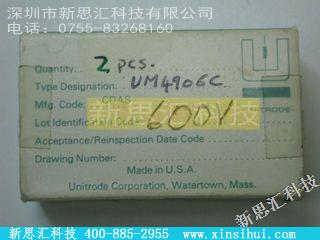 深圳市新思汇科技有限公司
电话: 0755-83268160
Quantity: 2 pcs.
Type Designation: UM4906C
Mfg. Code: CDAS
UNITRODE
Lot Identification Code: 600V
Acceptance/Reinspection Date Code
Drawing Number:
Made in U.S.A.
Unitrode Corporation, Watertown, Mass.
新思汇科技
新思汇科技 400-885-2955 www.xinsihui.com